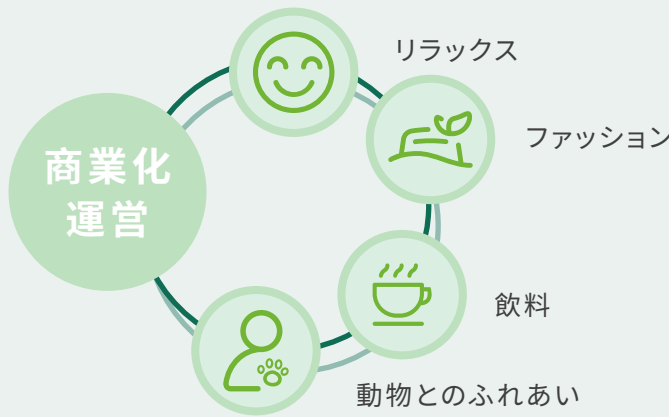 リラックス
ファッション
商業化
運営
飲料
動物とのふれあい